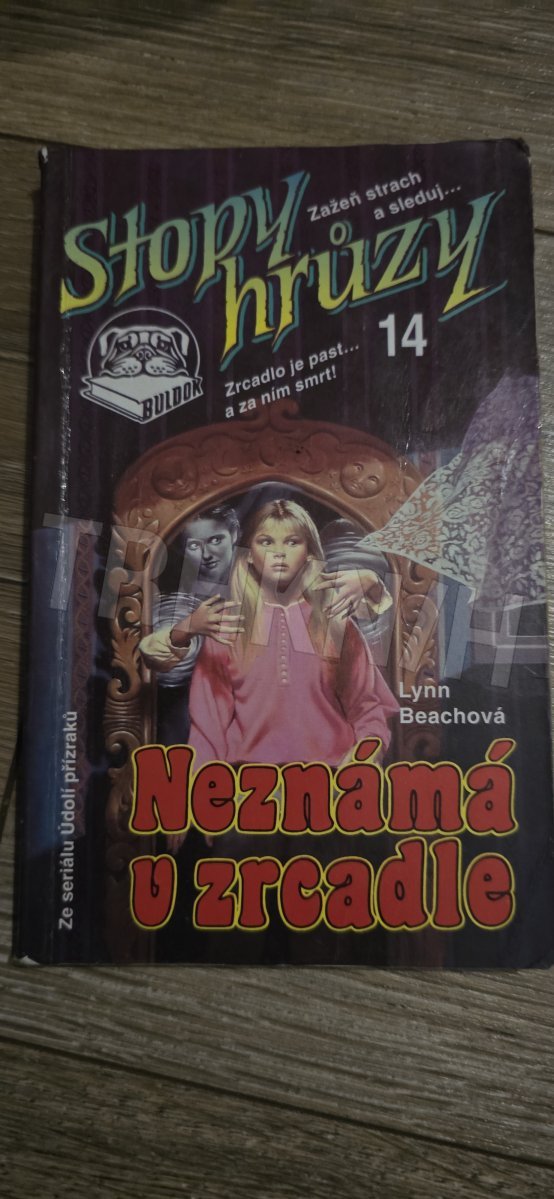 Stopy
hrůzy
Zažeň strach
a sleduj...
14
BULDOK
Zrcadlo je past...
a za ním smrt!
Lynn
Beachová
Neznámá
v zrcadle
Ze seriálu Údolí přízraků